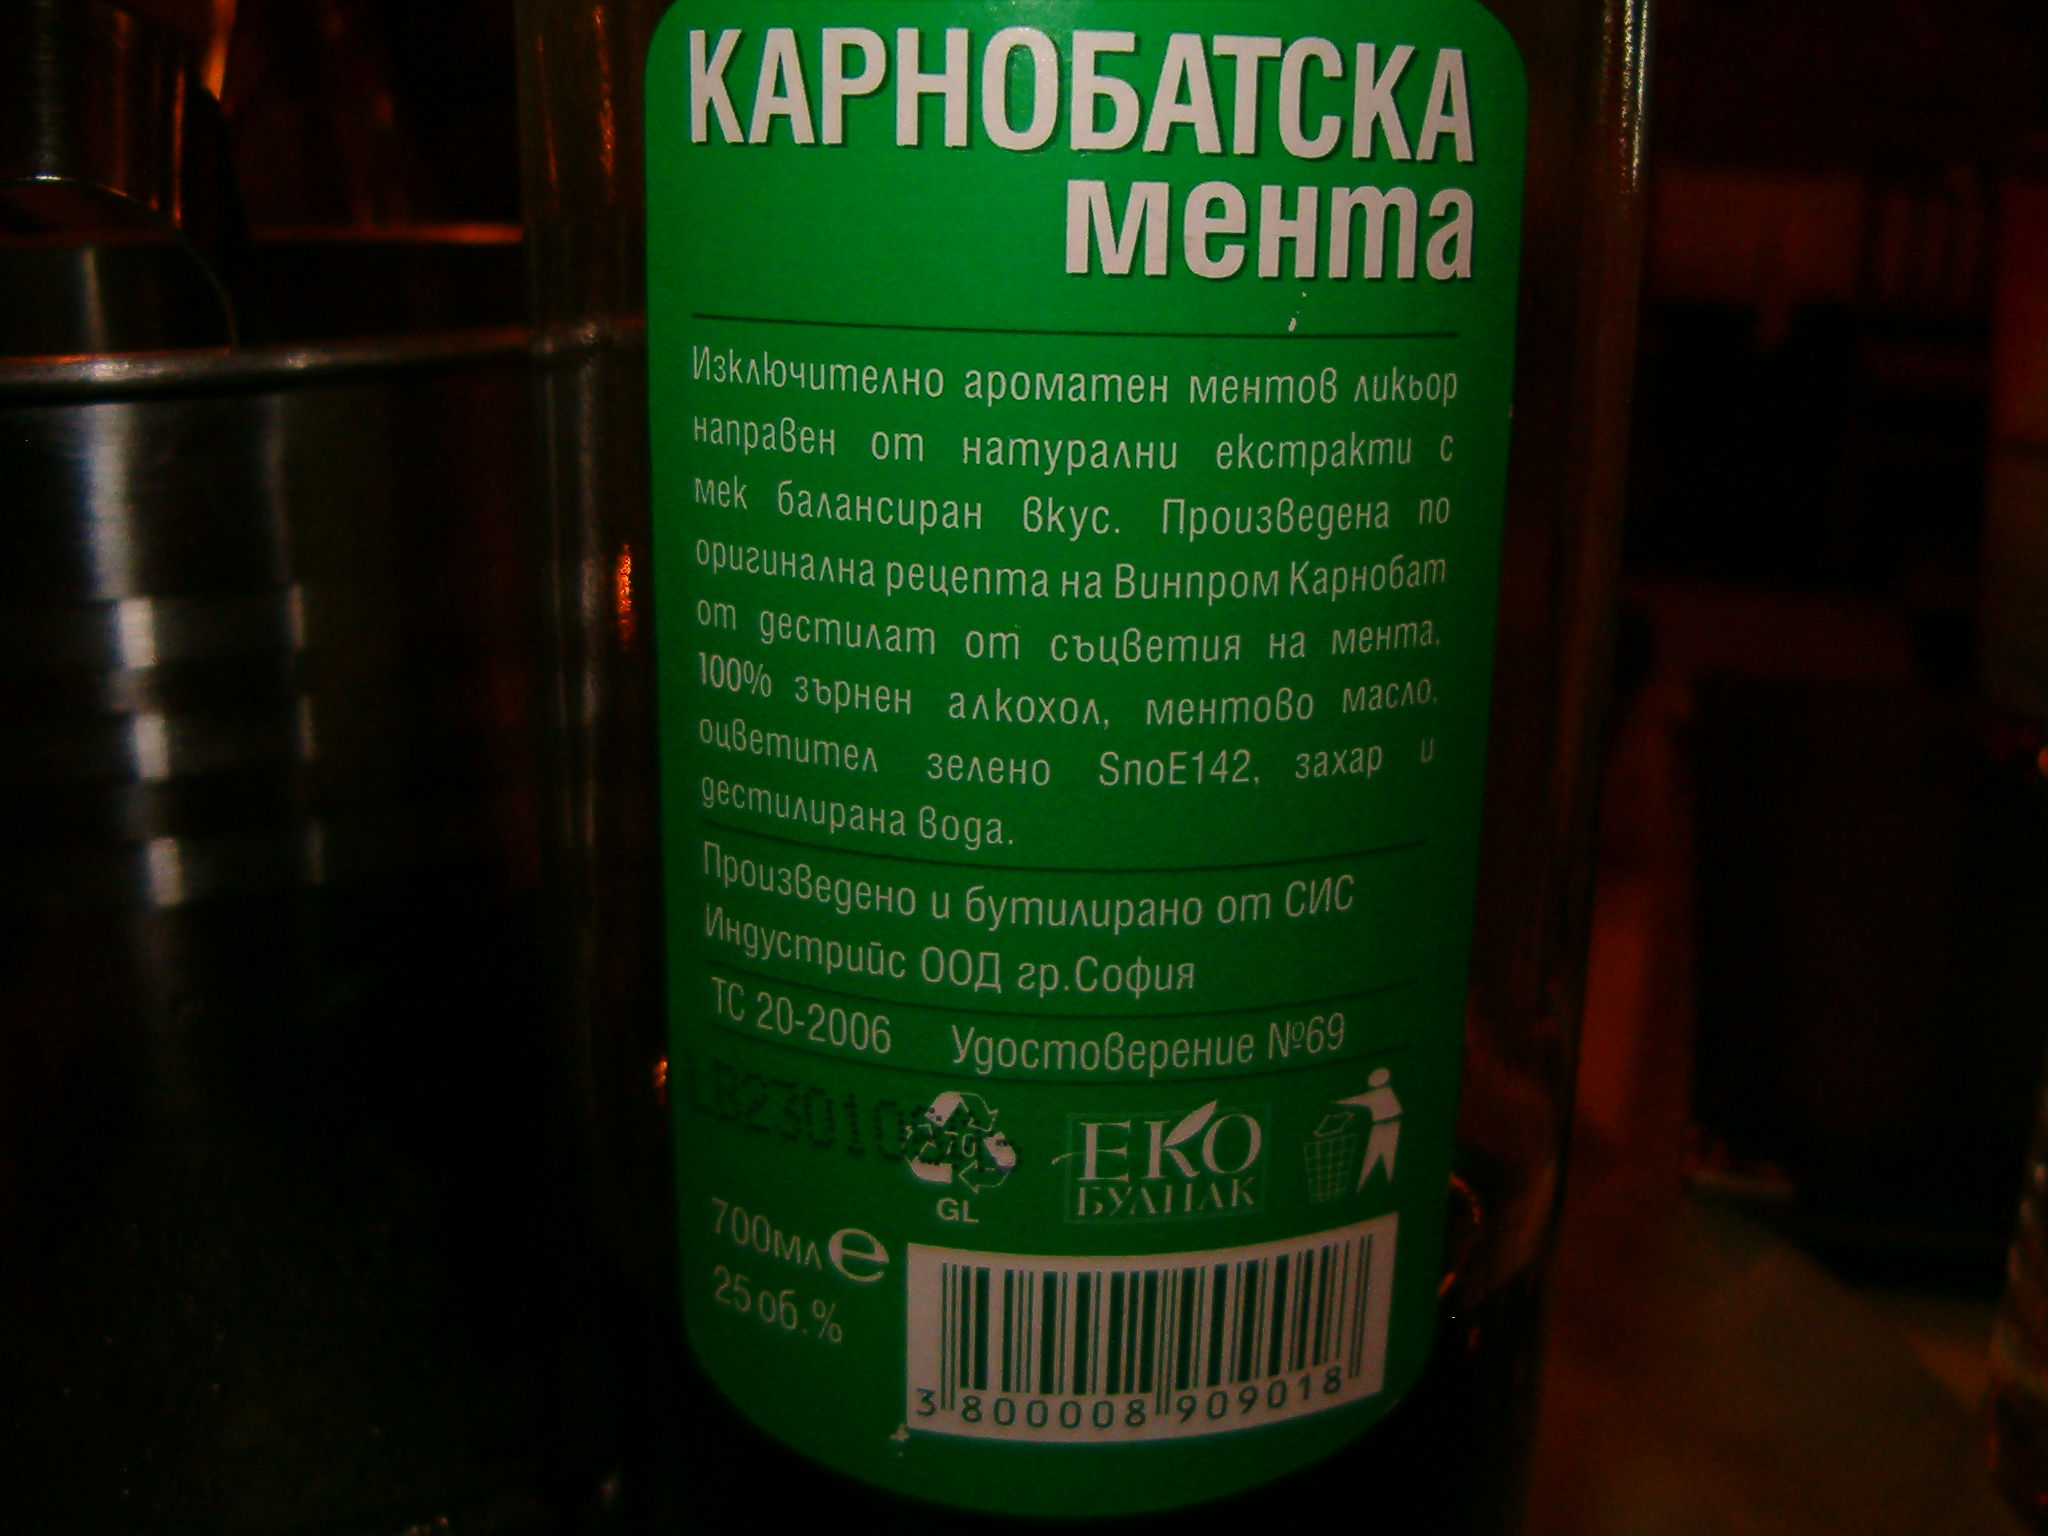 КАРНОБАТСКА
мента
Изключително ароматен ментов ликьор
направен от натурални екстракти с
мек балансиран вкус. Произведена по
оригинална рецепта на Винпром Карнобат
от дестилат от съцветия на мента,
100% зърнен алкохол, ментово масло,
оцветител зелено SnoE142, захар и
дестилирана вода.
Произведено и бутилирано от СИС
Индустрийс ООД гр.София
ТС 20-2006 Удостоверение №69
GL
ЕКО
БУЛПАК
700мл e
25 об.%
3 800008 909018